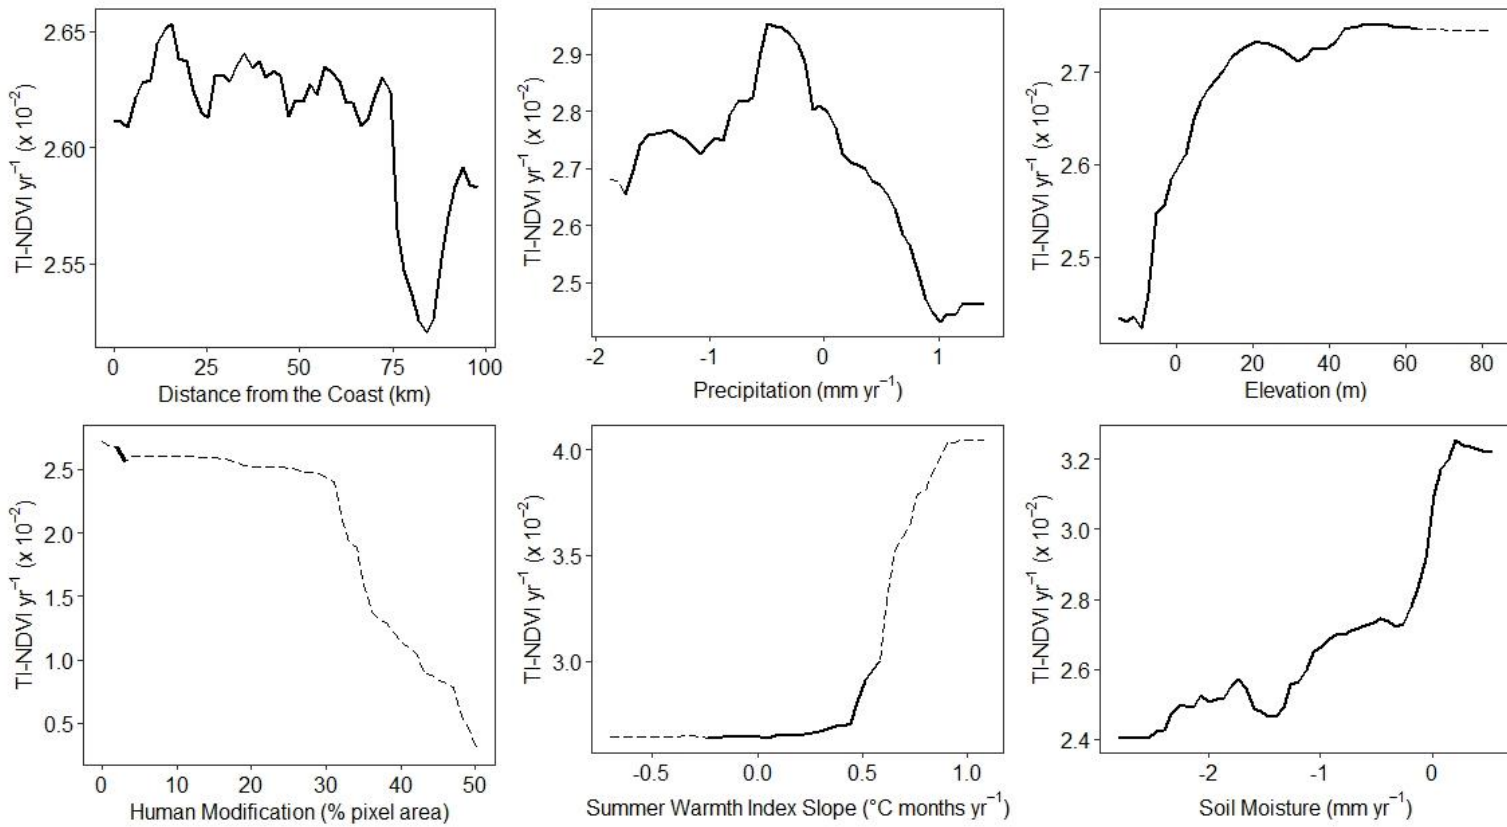 TI-NDVI yr⁻¹ (x 10⁻²)
2.65
2.60
2.55
0 25 50 75 100
Distance from the Coast (km)
TI-NDVI yr⁻¹ (x 10⁻²)
2.9
2.8
2.7
2.6
2.5
-2 -1 0 1
Precipitation (mm yr⁻¹)
TI-NDVI yr⁻¹ (x 10⁻²)
2.7
2.6
2.5
0 20 40 60 80
Elevation (m)
TI-NDVI yr⁻¹ (x 10⁻²)
2.5
2.0
1.5
1.0
0.5
0 10 20 30 40 50
Human Modification (% pixel area)
TI-NDVI yr⁻¹ (x 10⁻²)
4.0
3.5
3.0
-0.5 0.0 0.5 1.0
Summer Warmth Index Slope (°C months yr⁻¹)
TI-NDVI yr⁻¹ (x 10⁻²)
3.2
3.0
2.8
2.6
2.4
-2 -1 0
Soil Moisture (mm yr⁻¹)